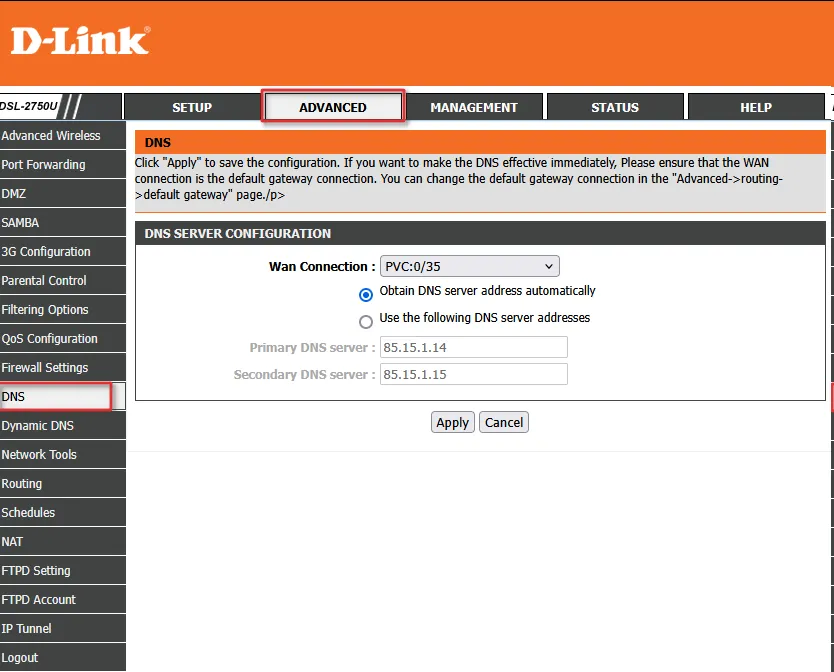 D-Link®
DSL-2750U
SETUP
ADVANCED
MANAGEMENT
STATUS
HELP
Advanced Wireless
Port Forwarding
DMZ
SAMBA
3G Configuration
Parental Control
Filtering Options
QoS Configuration
Firewall Settings
DNS
Dynamic DNS
Network Tools
Routing
Schedules
NAT
FTPD Setting
FTPD Account
IP Tunnel
Logout
DNS
Click "Apply" to save the configuration. If you want to make the DNS effective immediately, Please ensure that the WAN
connection is the default gateway connection. You can change the default gateway connection in the "Advanced->routing-
>default gateway" page./p>
DNS SERVER CONFIGURATION
Wan Connection : PVC:0/35
Obtain DNS server address automatically
Use the following DNS server addresses
Primary DNS server : 85.15.1.14
Secondary DNS server : 85.15.1.15
Apply Cancel